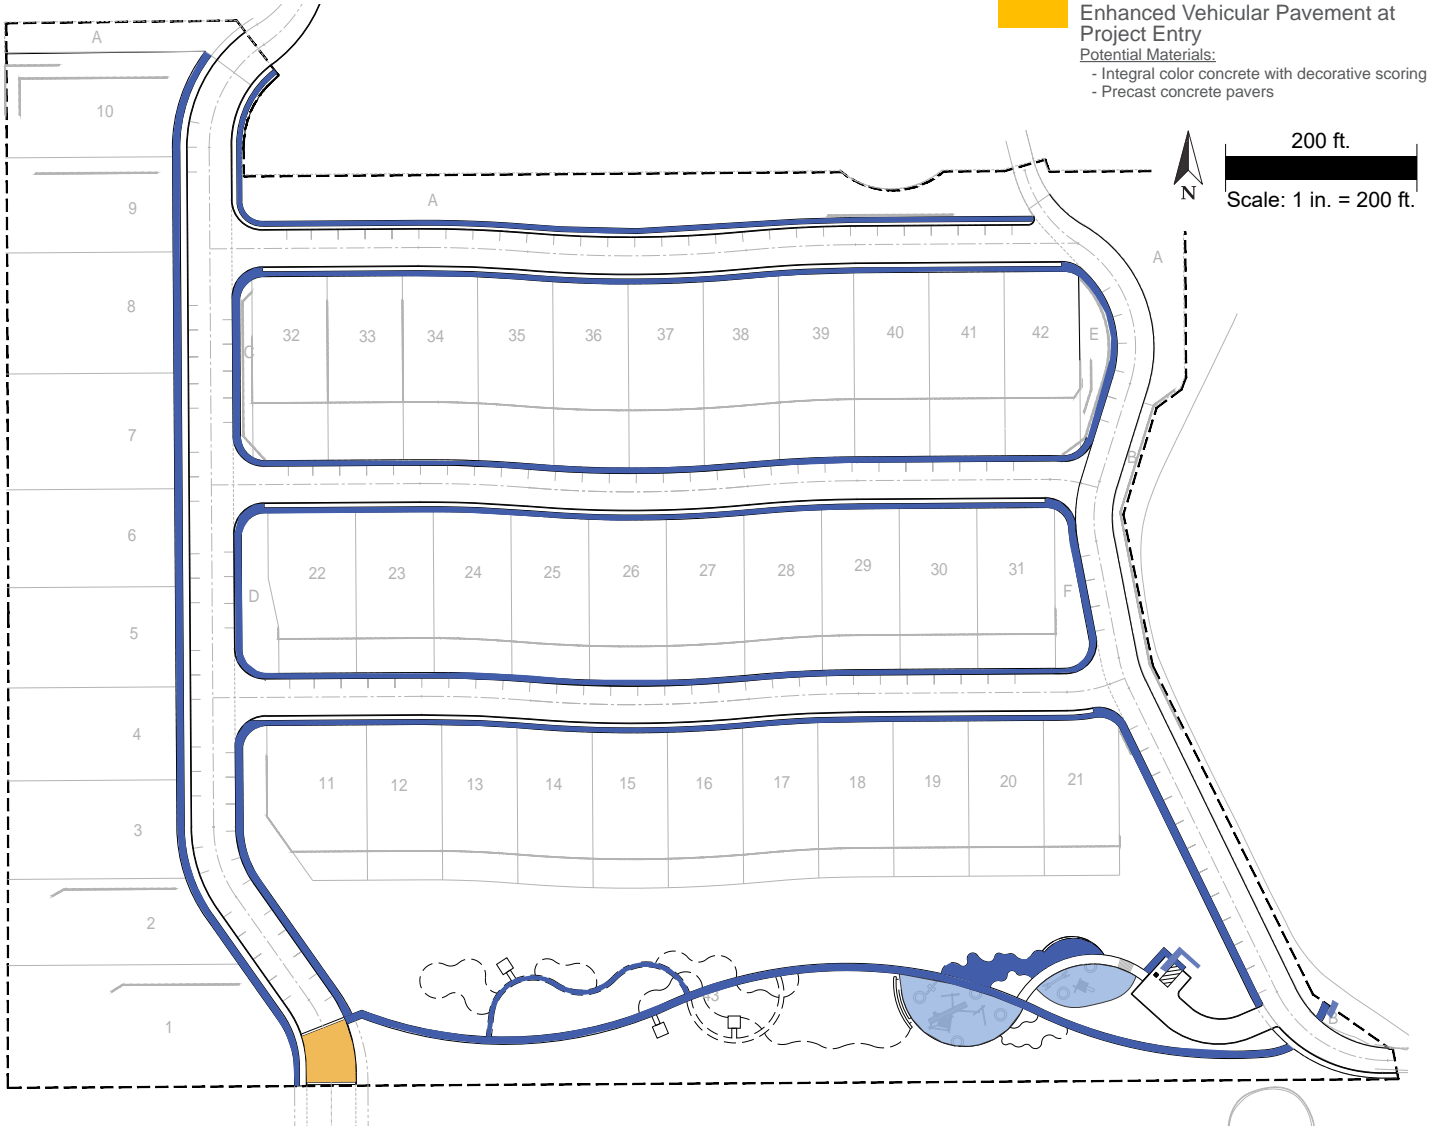 Enhanced Vehicular Pavement at
Project Entry
Potential Materials:
- Integral color concrete with decorative scoring
- Precast concrete pavers
200 ft.
N
Scale: 1 in. = 200 ft.
A
10
9
A
A
8
32
33
34
35
36
37
38
39
40
41
42
E
C
7
B
6
22
23
24
25
26
27
28
29
30
31
D
F
5
4
11
12
13
14
15
16
17
18
19
20
21
3
2
43
1
B